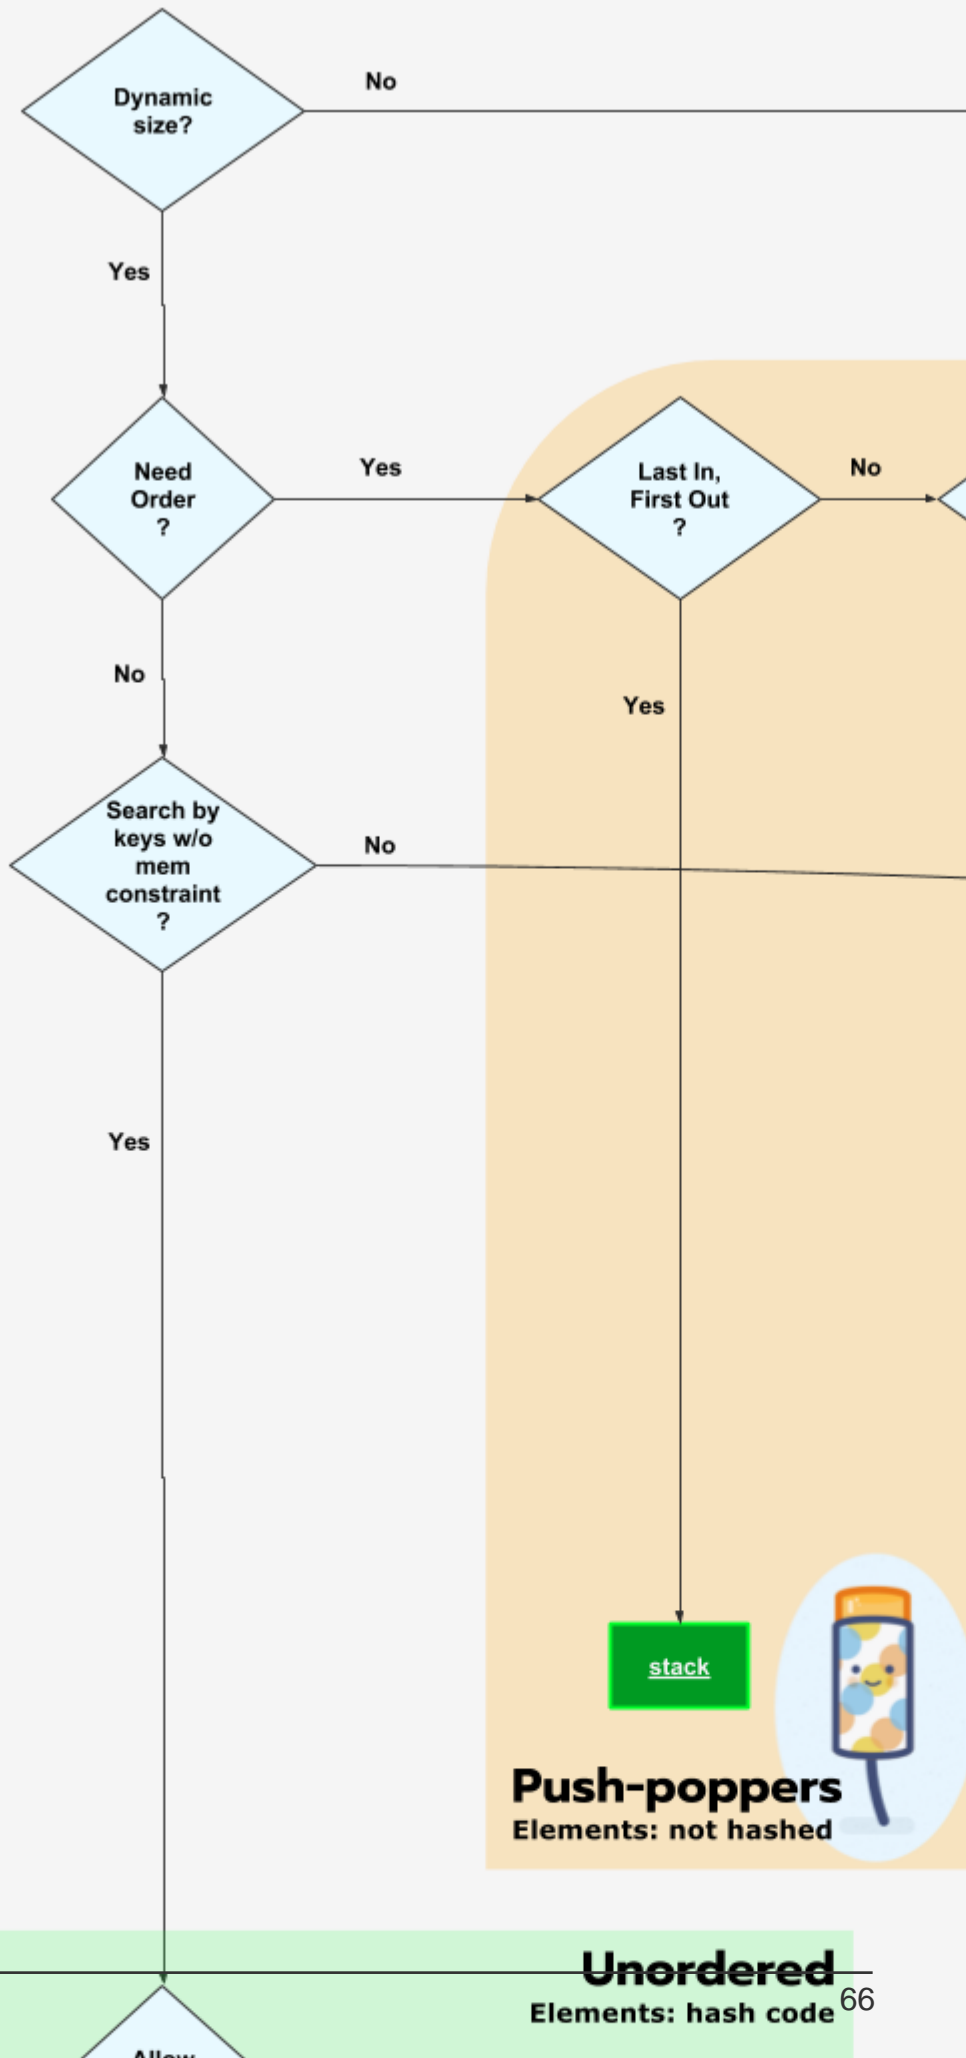 Dynamic
size?
No
Yes
Need
Order
?
Yes
Last In,
First Out
?
No
No
Yes
Search by
keys w/o
mem
constraint
?
No
Yes
stack
Push-poppers
Elements: not hashed
Unordered
Elements: hash code
66
Allow